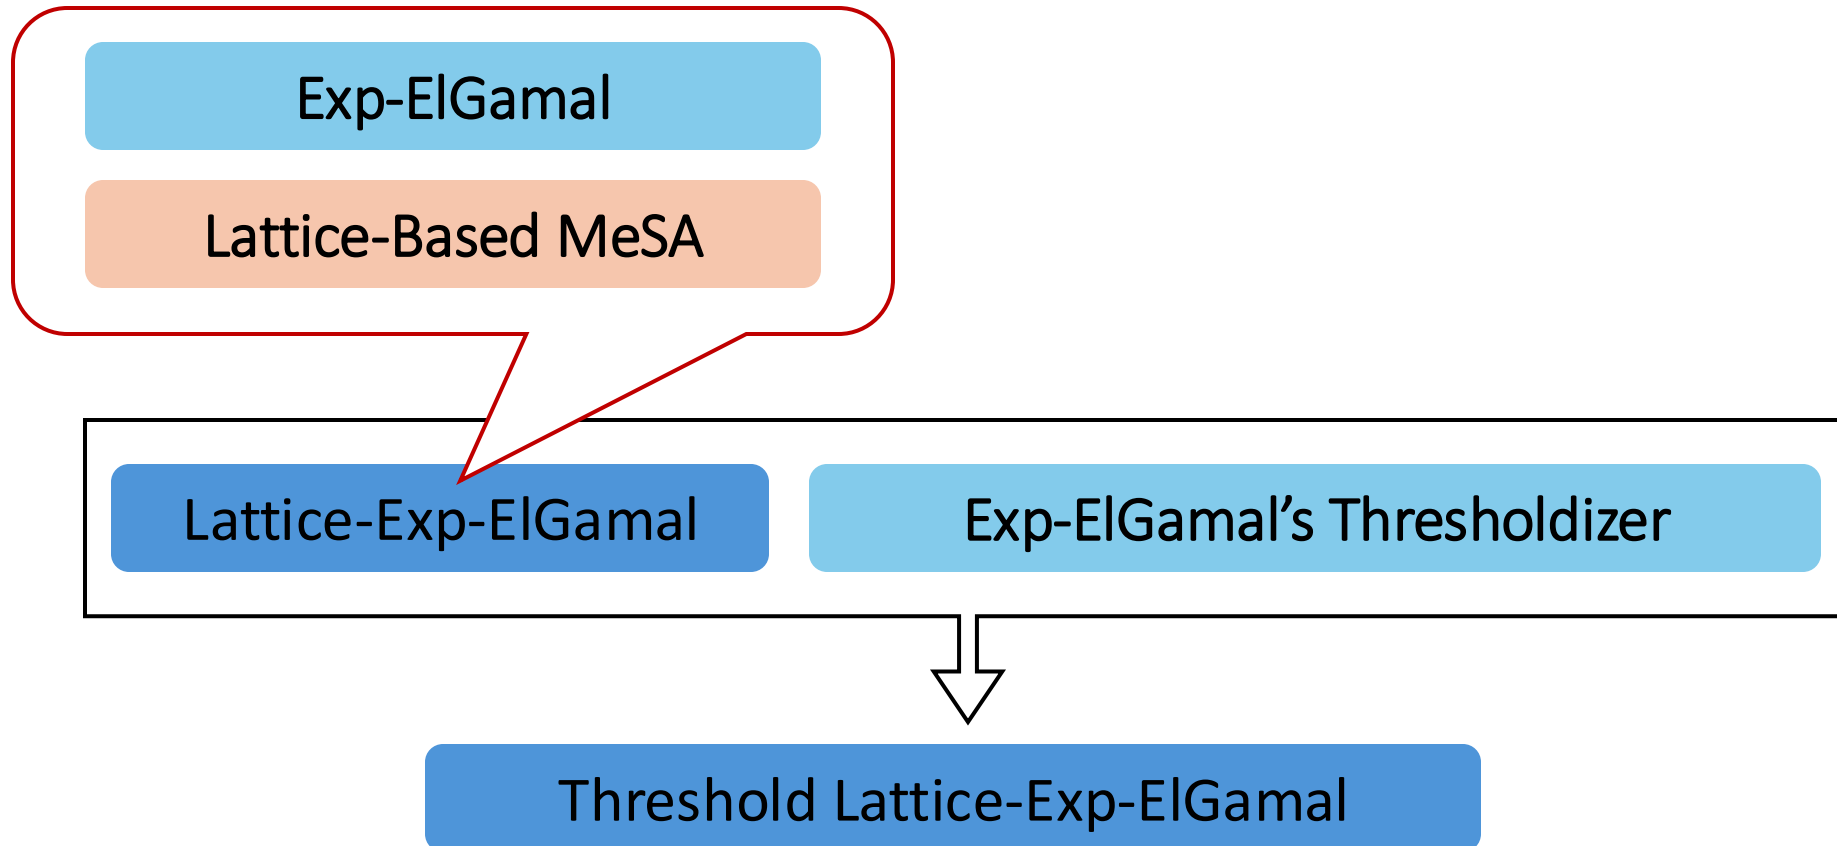 Exp-ElGamal
Lattice-Based MeSA
Lattice-Exp-ElGamal
Exp-ElGamal’s Thresholdizer
Threshold Lattice-Exp-ElGamal